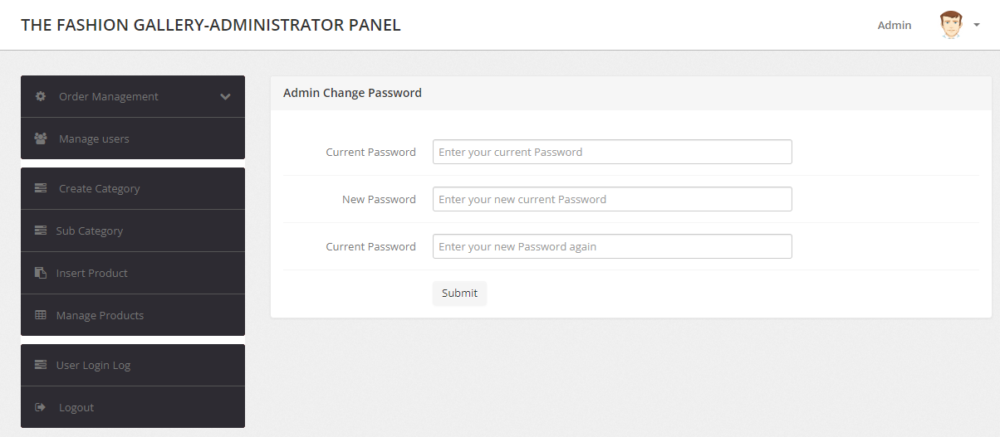 THE FASHION GALLERY-ADMINISTRATOR PANEL
Admin
Order Management
Manage users
Create Category
Sub Category
Insert Product
Manage Products
User Login Log
Logout
Admin Change Password
Current Password Enter your current Password
New Password Enter your new current Password
Current Password Enter your new Password again
Submit